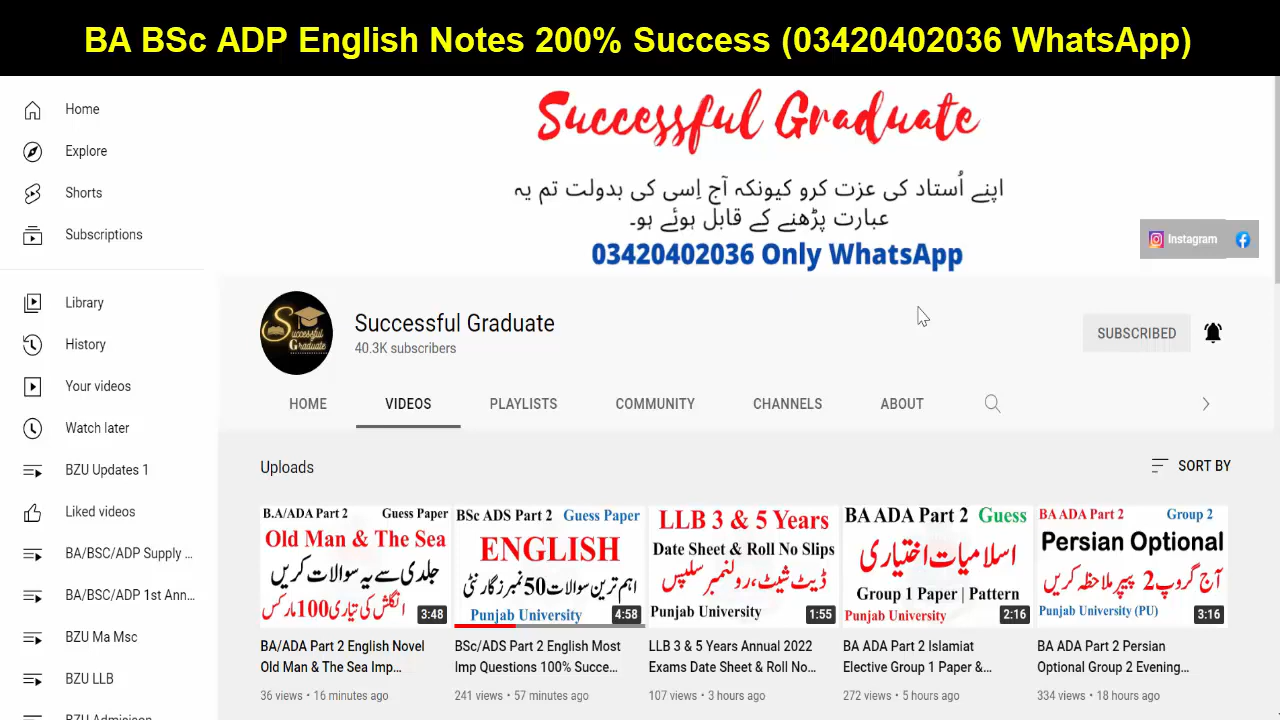 BA BSc ADP English Notes 200% Success (03420402036 WhatsApp)
Successful Graduate
اپنے اُستاد کی عزت کرو کیونکہ آج اِسی کی بدولت تم یہ
عبارت پڑھنے کے قابل ہوئے ہو۔
03420402036 Only WhatsApp
Instagram
Home
Explore
Shorts
Subscriptions
Library
History
Your videos
Watch later
BZU Updates 1
Liked videos
BA/BSC/ADP Supply ...
BA/BSC/ADP 1st Ann...
BZU Ma Msc
BZU LLB
BZU Admicison
Successful Graduate
Successful Graduate
40.3K subscribers
SUBSCRIBED
HOME VIDEOS PLAYLISTS COMMUNITY CHANNELS ABOUT
Uploads
SORT BY
B.A/ADA Part 2 Guess Paper
Old Man & The Sea
جلدی سے یہ سوالات کریں
انگلش کی تیاری 100 مارکس
3:48
BA/ADA Part 2 English Novel
Old Man & The Sea Imp...
36 views • 16 minutes ago
BSc ADS Part 2 Guess Paper
ENGLISH
اہم ترین سوالات 50 نمبرز گارنٹی
Punjab University
4:58
BSc/ADS Part 2 English Most
Imp Questions 100% Succe...
241 views • 57 minutes ago
LLB 3 & 5 Years
Date Sheet & Roll No Slips
ڈیٹ شیٹ، رولنمبر سلپس
Punjab University
1:55
LLB 3 & 5 Years Annual 2022
Exams Date Sheet & Roll No...
107 views • 3 hours ago
BA ADA Part 2 Guess
اسلامیات اختیاری
Group 1 Paper | Pattern
Punjab University
2:16
BA ADA Part 2 Islamiat
Elective Group 1 Paper &...
272 views • 5 hours ago
BA ADA Part 2 Group 2
Persian Optional
آج گروپ 2 پیپر ملاحظہ کریں
Punjab University (PU)
3:16
BA ADA Part 2 Persian
Optional Group 2 Evening...
334 views • 18 hours ago